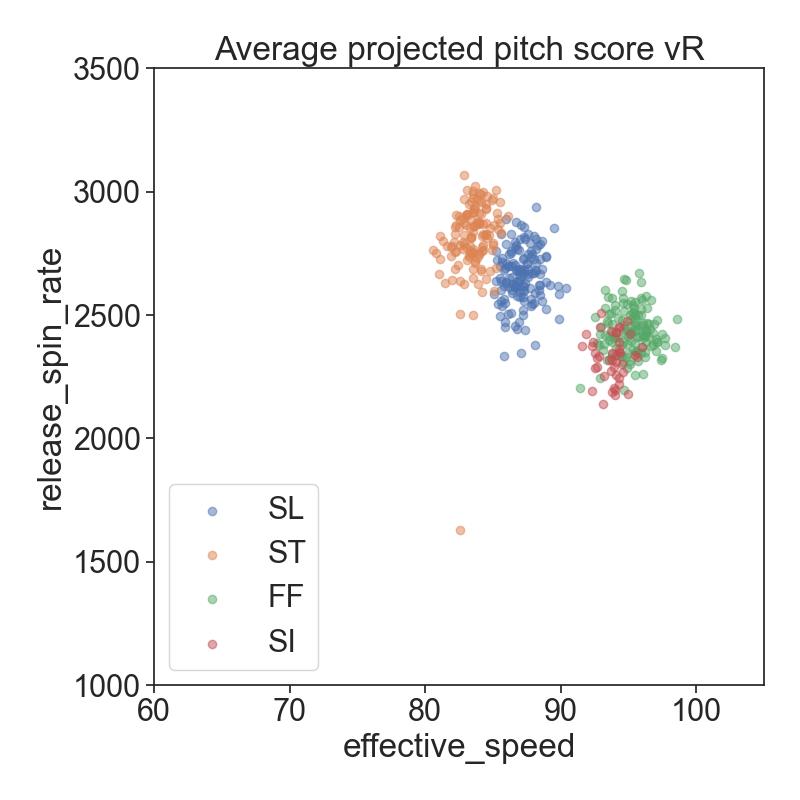 Average projected pitch score vR
3500
3000
2500
2000
1500
1000
release_spin_rate
SL
ST
FF
SI
60
70
80
90
100
effective_speed